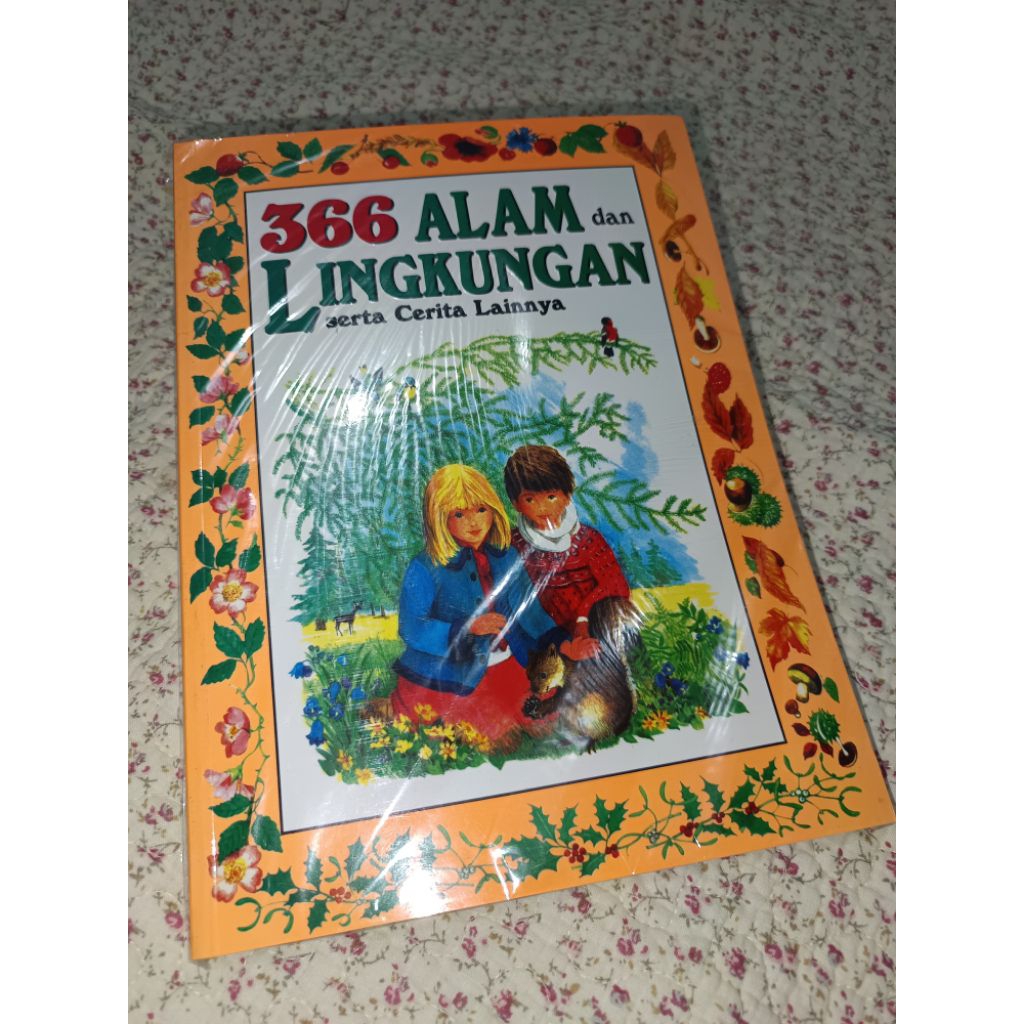 366 ALAM dan
LINGKUNGAN
serta Cerita Lainnya